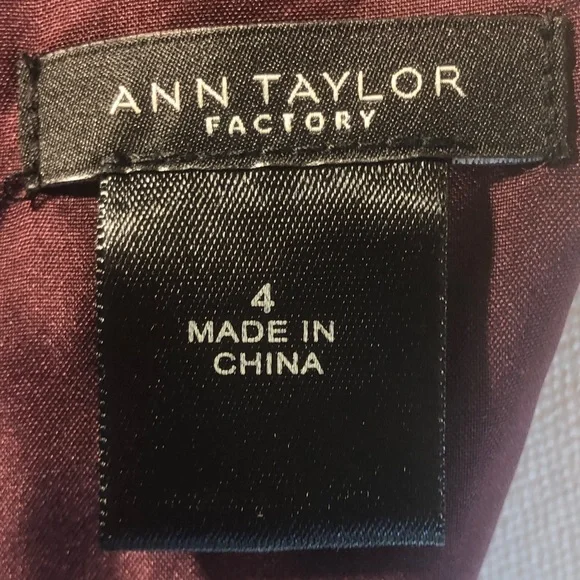 ANN TAYLOR
FACTORY
4
MADE IN
CHINA